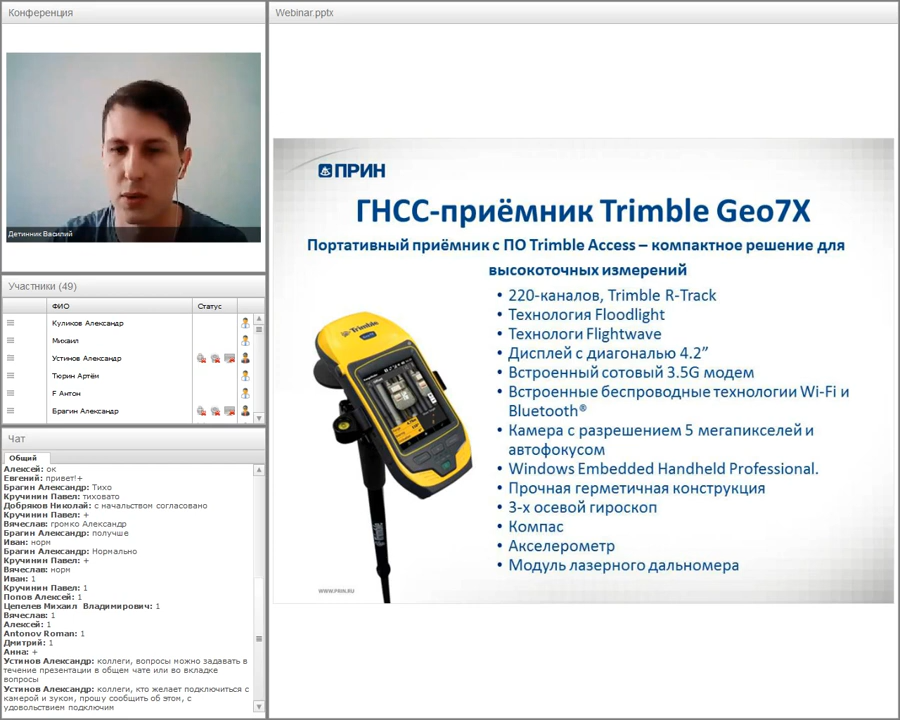 Конференция
Детинник Василий
Участники (49)
ФИО
Статус
Куликов Александр
Михаил
Устинов Александр
Тюрин Артём
F Антон
Брагин Александр
Чат
Общий
Алексей: ок
Евгений: привет!+
Брагин Александр: Тихо
Кручинин Павел: тиховато
Добряков Николай: с начальством согласовано
Кручинин Павел: +
Вячеслав: громко Александр
Брагин Александр: получше
Иван: норм
Брагин Александр: Нормально
Кручинин Павел: +
Вячеслав: норм
Иван: 1
Кручинин Павел: 1
Попов Алексей: 1
Цепелев Михаил Владимирович: 1
Вячеслав: 1
Алексей: 1
Antonov Roman: 1
Дмитрий: 1
Анна: +
Устинов Александр: коллеги, вопросы можно задавать в
течение презентации в общем чате или во вкладке
вопросы
Устинов Александр: коллеги, кто желает подключиться с
камерой и зуком, прошу сообщить об этом, с
удовольствием подключим
Webinar.pptx
ПРИН
ГНСС-приёмник Trimble Geo7X
Портативный приёмник с ПО Trimble Access – компактное решение для
высокоточных измерений
• 220-каналов, Trimble R-Track
• Технология Floodlight
• Технологи Flightwave
• Дисплей с диагональю 4.2”
• Встроенный сотовый 3.5G модем
• Встроенные беспроводные технологии Wi-Fi и
Bluetooth®
• Камера с разрешением 5 мегапикселей и
автофокусом
• Windows Embedded Handheld Professional.
• Прочная герметичная конструкция
• 3-х осевой гироскоп
• Компас
• Акселерометр
• Модуль лазерного дальномера
Trimble
Trimble
WWW.PRIN.RU